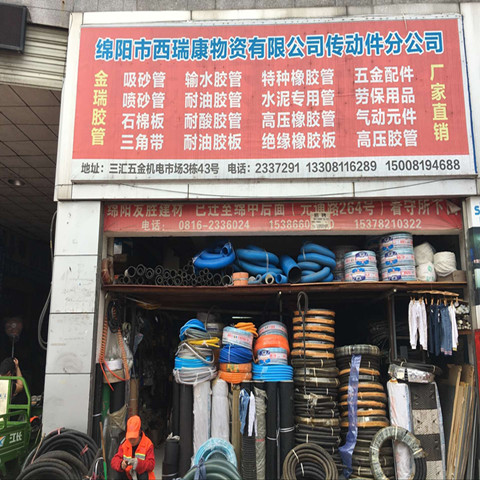 绵阳市西瑞康物资有限公司传动件分公司
金瑞胶管
吸砂管 输水胶管 特种橡胶管 五金配件
喷砂管 耐油胶管 水泥专用管 劳保用品
石棉板 耐酸胶管 高压橡胶管 气动元件
三角带 耐油胶板 绝缘橡胶板 高压胶管
厂家直销
地址：三汇五金机电市场3栋43号 电话：2337291 13308116289 15008194688
绵阳友胜建材 已迁至绵中后面（元通路264号）看守所下
电话：0816-2336024 15378210322